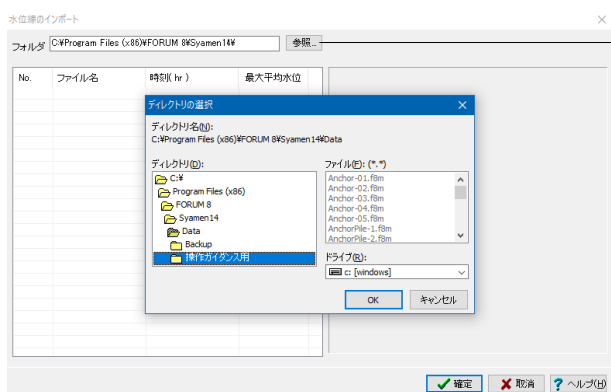 水位線のインポート
フォルダ C:¥Program Files (x86)¥FORUM 8¥Syamen14¥ 参照...
No. ファイル名 時刻( hr ) 最大平均水位
ディレクトリの選択
ディレクトリ名(N):
C:¥Program Files (x86)¥FORUM 8¥Syamen14¥Data
ディレクトリ(D): ファイル(F): (*.*)
C:¥ Anchor-01.f8m
Program Files (x86) Anchor-02.f8m
FORUM 8 Anchor-03.f8m
Syamen14 Anchor-04.f8m
Data Anchor-05.f8m
Backup AnchorPile-1.f8m
操作ガイダンス用 AnchorPile-2.f8m
ドライブ(R):
c: [windows]
OK キャンセル
確定 取消 ヘルプ(H)